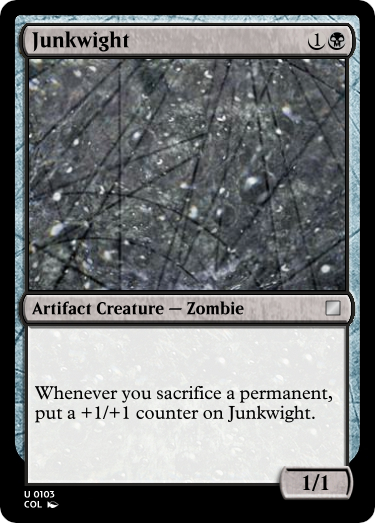 Junkwight 1
Artifact Creature — Zombie
Whenever you sacrifice a permanent,
put a +1/+1 counter on Junkwight.
1/1
U 0103
COL